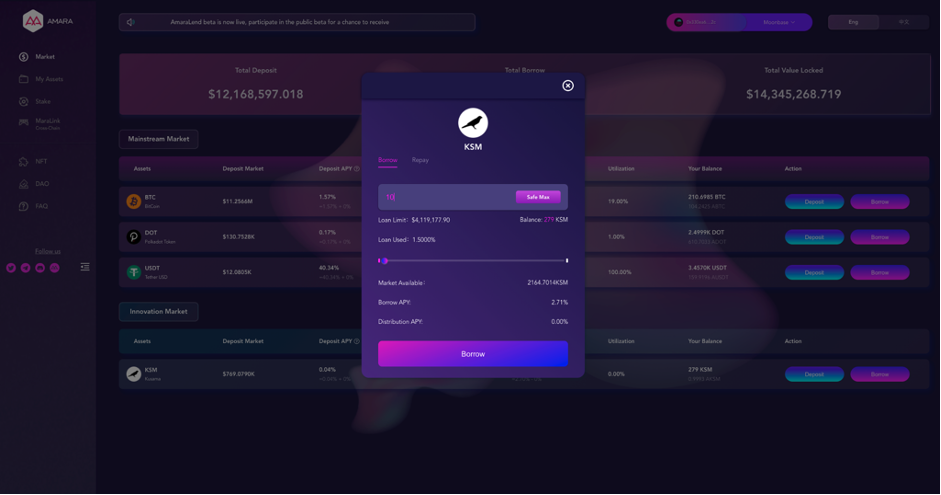 AMARA
AmaraLend beta is now live, participate in the public beta for a chance to receive
Moonbase
Eng
中文
Market
My Assets
Stake
MaraLink
NFT
DAO
FAQ
Follow us
Total Deposit
$12,168,597.018
Total Borrow
Total Value Locked
$14,345,268.719
Mainstream Market
Assets
Deposit Market
Deposit APY
Utilization
Your Balance
Action
BTC
BitCoin
$11.2566M
1.57%
19.00%
210.6985 BTC
Deposit
Borrow
DOT
Polkadot Token
$130.7528K
0.17%
1.00%
2.4999K DOT
Deposit
Borrow
USDT
Tether USD
$12.0805K
40.34%
100.00%
3.4570K USDT
Deposit
Borrow
Innovation Market
Assets
Deposit Market
Deposit APY
Utilization
Your Balance
Action
KSM
Kusama
$769.0790K
0.04%
0.00%
279 KSM
Deposit
Borrow
KSM
Borrow
Repay
10
Safe Max
Loan Limit: $4,119,177.90
Balance: 279 KSM
Loan Used: 1.5000%
Market Available:
2164.7014KSM
Borrow APY:
2.71%
Distribution APY:
0.00%
Borrow